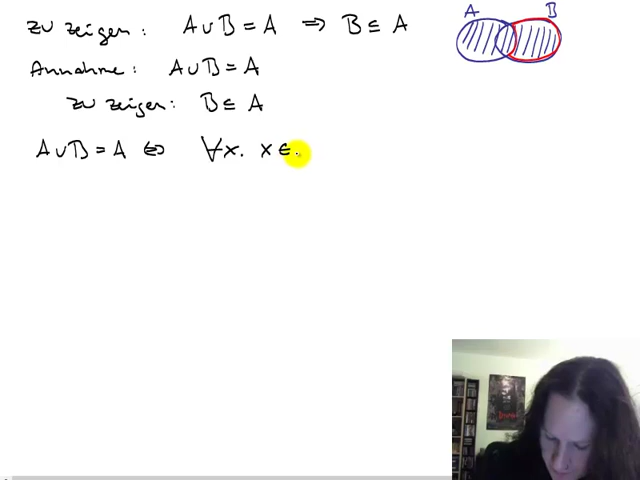 zu zeigen: A ∪ B = A ⇒ B ⊆ A
A B
Annahme: A ∪ B = A
zu zeigen: B ⊆ A
A ∪ B = A ⇔ ∀x. x ∈